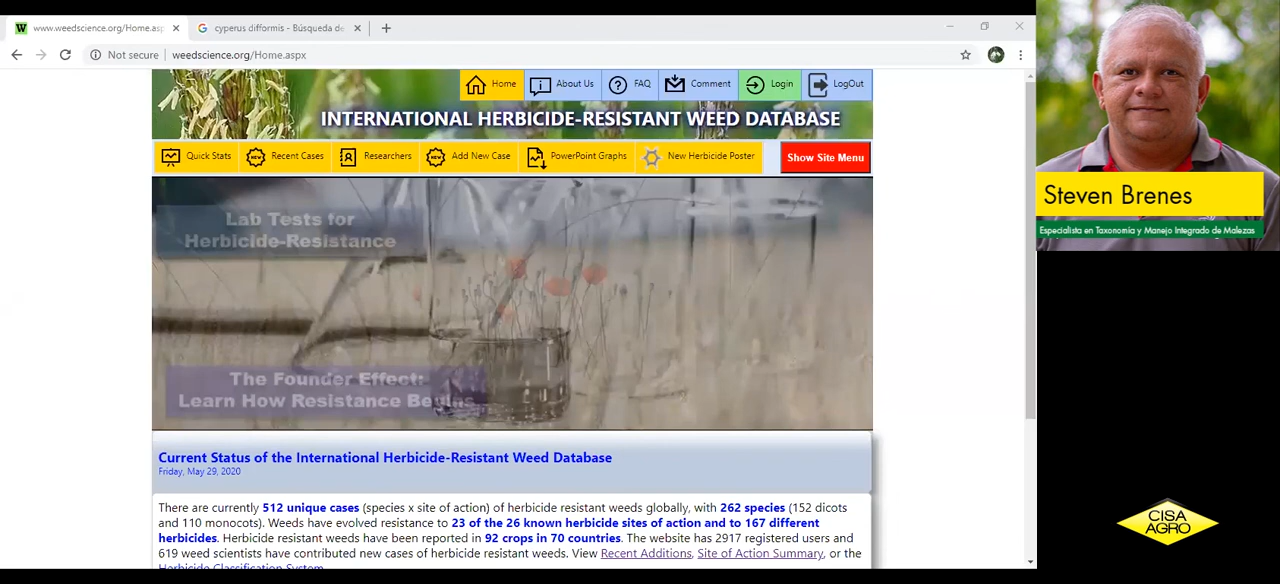 www.weedscience.org/Home.asp
cyperus difformis - Búsqueda de
Not secure
weedscience.org/Home.aspx
Home
About Us
FAQ
Comment
Login
LogOut
INTERNATIONAL HERBICIDE-RESISTANT WEED DATABASE
Quick Stats
Recent Cases
Researchers
Add New Case
PowerPoint Graphs
New Herbicide Poster
Show Site Menu
Lab Tests for
Herbicide-Resistance
The Founder Effect:
Learn How Resistance Begins
Current Status of the International Herbicide-Resistant Weed Database
Friday, May 29, 2020
There are currently 512 unique cases (species x site of action) of herbicide resistant weeds globally, with 262 species (152 dicots
and 110 monocots). Weeds have evolved resistance to 23 of the 26 known herbicide sites of action and to 167 different
herbicides. Herbicide resistant weeds have been reported in 92 crops in 70 countries. The website has 2917 registered users and
619 weed scientists have contributed new cases of herbicide resistant weeds. View Recent Additions, Site of Action Summary, or the
Herbicide Classification System
Steven Brenes
Especialista en Taxonomía y Manejo Integrado de Malezas
CISA
AGRO